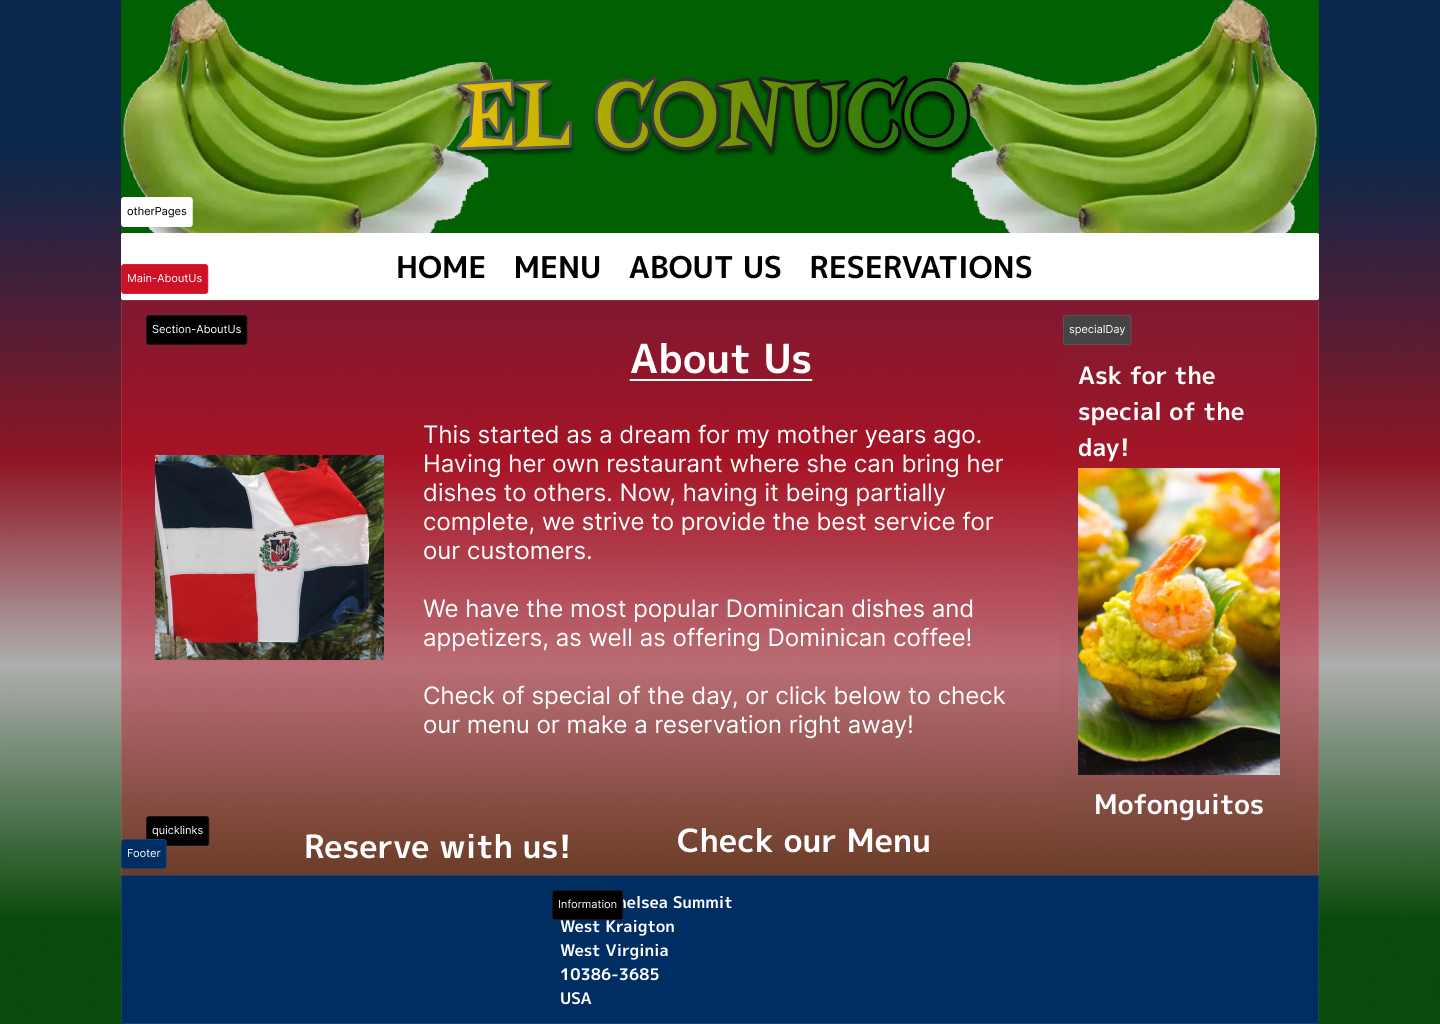 EL CONUCO
otherPages
HOME MENU ABOUT US RESERVATIONS
Main-AboutUs
Section-AboutUs
About Us
This started as a dream for my mother years ago.
Having her own restaurant where she can bring her
dishes to others. Now, having it being partially
complete, we strive to provide the best service for
our customers.
We have the most popular Dominican dishes and
appetizers, as well as offering Dominican coffee!
Check of special of the day, or click below to check
our menu or make a reservation right away!
specialDay
Ask for the
special of the
day!
Mofonguitos
quicklinks
Reserve with us!
Check our Menu
Footer
Information
Summit
West Kraigton
West Virginia
10386-3685
USA